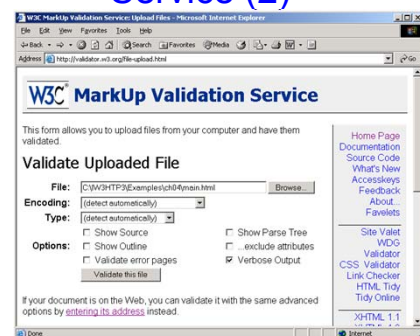 Service (2)
W3C MarkUp Validation Service: Upload Files - Microsoft Internet Explorer
File Edit View Favorites Tools Help
Back Search Favorites Media
Address http://validator.w3.org/file-upload.html Go
W3C MarkUp Validation Service
This form allows you to upload files from your computer and have them
validated.
Validate Uploaded File
File: C:\IW3HTP3\Examples\ch04\main.html Browse...
Encoding: (detect automatically)
Type: (detect automatically)
Show Source Show Parse Tree
Options: Show Outline ...exclude attributes
Validate error pages Verbose Output
Validate this file
If your document is on the Web, you can validate it with the same advanced
options by entering its address instead.
Home Page
Documentation
Source Code
What's New
Accesskeys
Feedback
About...
Favelets
Site Valet
WDG
Validator
CSS Validator
Link Checker
HTML Tidy
Tidy Online
XHTML 1.1
Done Internet